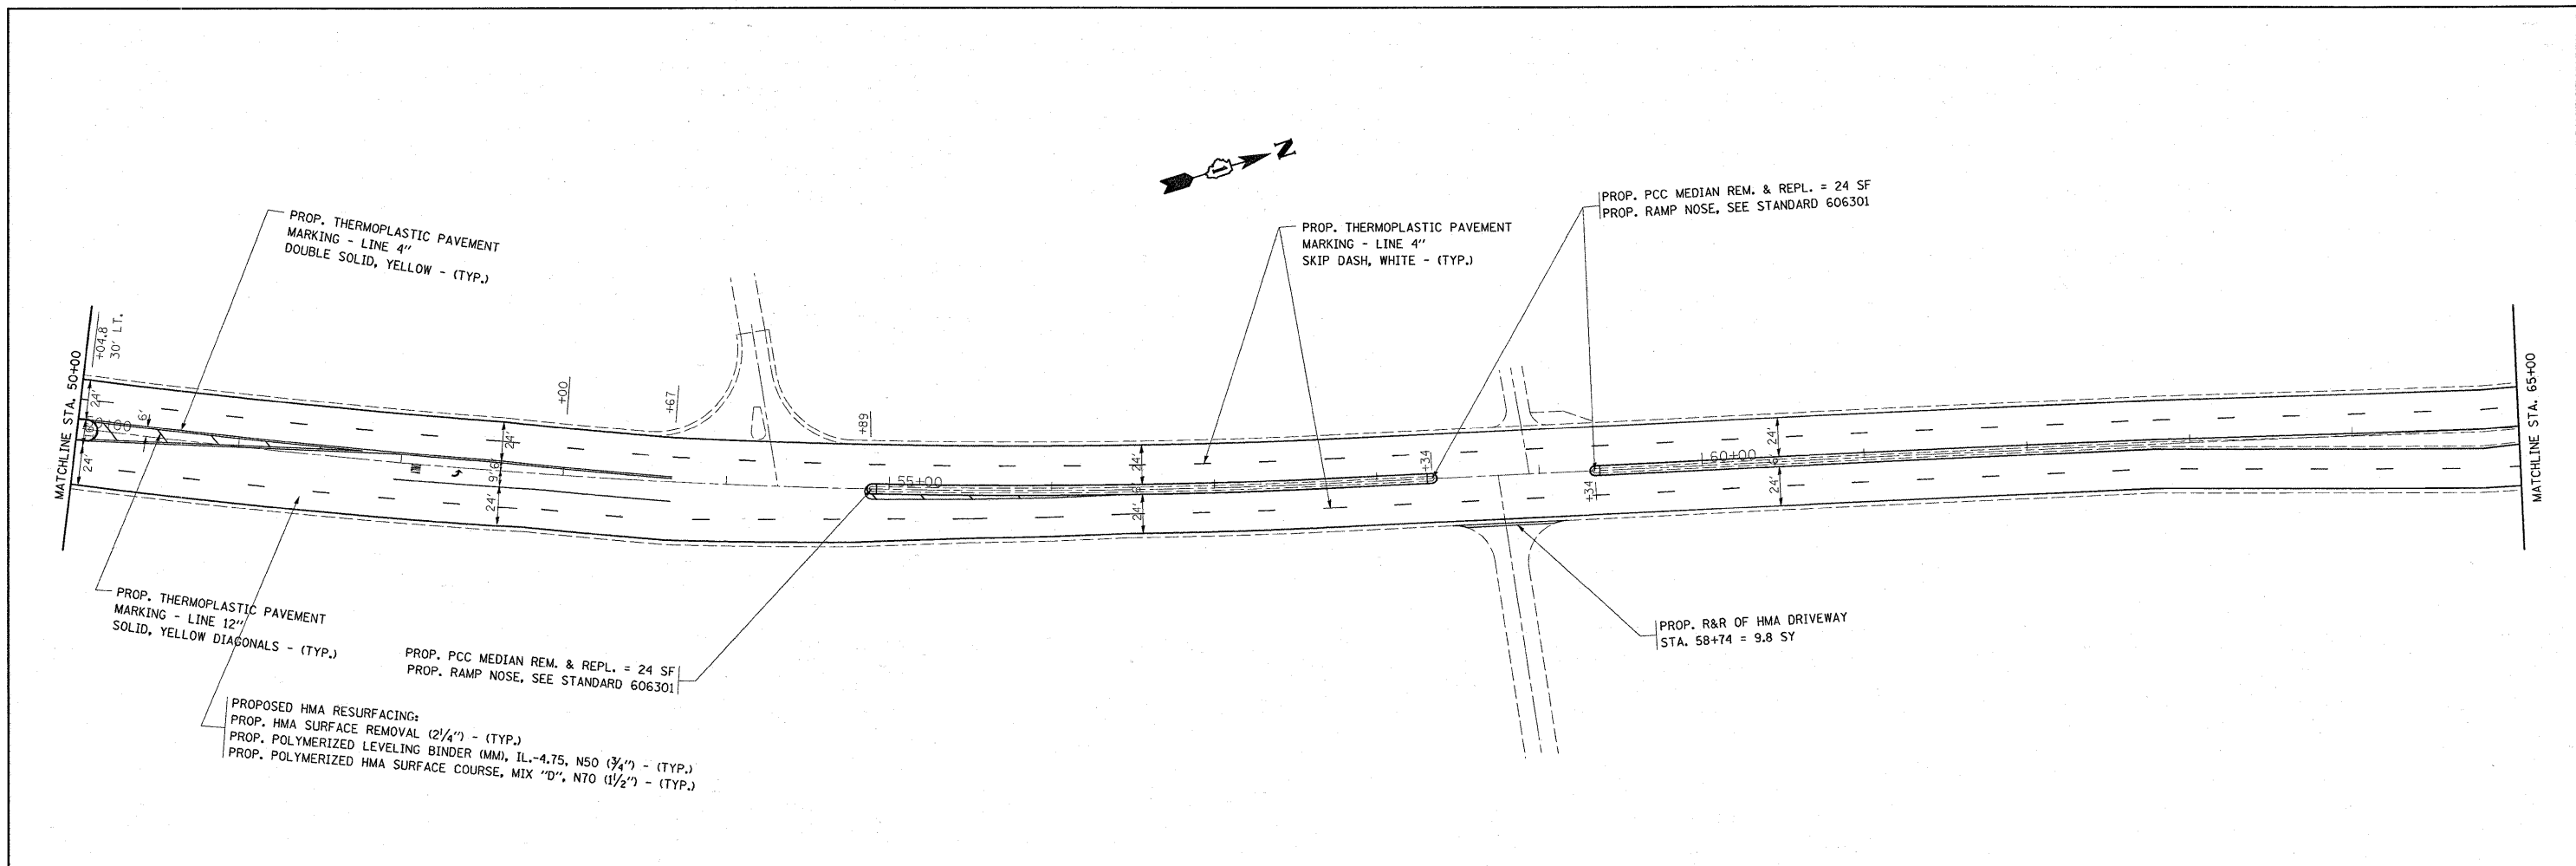 N
PROP. PCC MEDIAN REM. & REPL. = 24 SF
PROP. RAMP NOSE, SEE STANDARD 606301
PROP. THERMOPLASTIC PAVEMENT
MARKING - LINE 4"
DOUBLE SOLID, YELLOW - (TYP.)
PROP. THERMOPLASTIC PAVEMENT
MARKING - LINE 4"
SKIP DASH, WHITE - (TYP.)
MATCHLINE STA. 50+00
+04.8
30' LT.
+00
+67
+89
24'
6'
24'
24'
9'
6'
24'
55+00
24'
24'
+34
+34
60+00
24'
6'
24'
MATCHLINE STA. 65+00
PROP. THERMOPLASTIC PAVEMENT
MARKING - LINE 12"
SOLID, YELLOW DIAGONALS - (TYP.)
PROP. PCC MEDIAN REM. & REPL. = 24 SF
PROP. RAMP NOSE, SEE STANDARD 606301
PROP. R&R OF HMA DRIVEWAY
STA. 58+74 = 9.8 SY
PROPOSED HMA RESURFACING:
PROP. HMA SURFACE REMOVAL (2 1/4") - (TYP.)
PROP. POLYMERIZED LEVELING BINDER (MM), IL.-4.75, N50 (3/4") - (TYP.)
PROP. POLYMERIZED HMA SURFACE COURSE, MIX "D", N70 (1 1/2") - (TYP.)